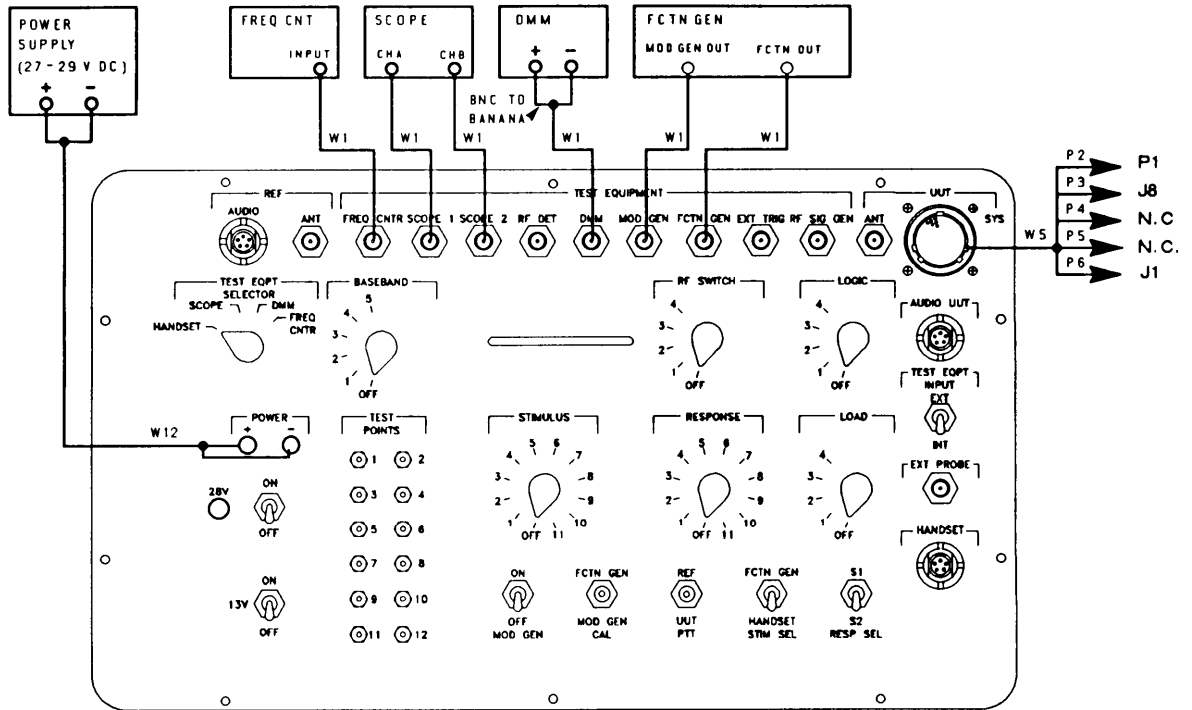 POWER
SUPPLY
(27-29 V DC)
+ -
FREQ CNT
INPUT
SCOPE
CHA CHB
DMM
+ -
FCTN GEN
MOD GEN OUT FCTN OUT
BNC TO
BANANA
W1 W1 W1 W1 W1 W1
P2 P1
P3 J8
P4 N.C
P5 N.C.
P6 J1
W5
REF TEST EQUIPMENT UUT
AUDIO ANT FREQ CNTR SCOPE 1 SCOPE 2 RF DET DMM MOD GEN FCTN GEN EXT TRIG RF SIG GEN ANT SYS
TEST EQPT
SELECTOR
HANDSET SCOPE DMM FREQ
CNTR
BASEBAND
5
4
3
2
1
OFF
RF SWITCH
4
3
2
1
OFF
LOGIC
4
3
2
1
OFF
AUDIO UUT
TEST EQPT
INPUT
EXT
INT
W12
POWER
+ -
28V
ON
OFF
13V
ON
OFF
TEST
POINTS
1 2
3 4
5 6
7 8
9 10
11 12
STIMULUS
5 6
4 7
3 8
2 9
1 10
OFF 11
RESPONSE
5 6
4 7
3 8
2 9
1 10
OFF 11
LOAD
4
3
2
1
OFF
EXT PROBE
HANDSET
ON
OFF
MOD GEN
FCTN GEN
MOD GEN
CAL
REF
UUT
PTT
FCTN GEN
HANDSET
STIM SEL
S1
S2
RESP SEL